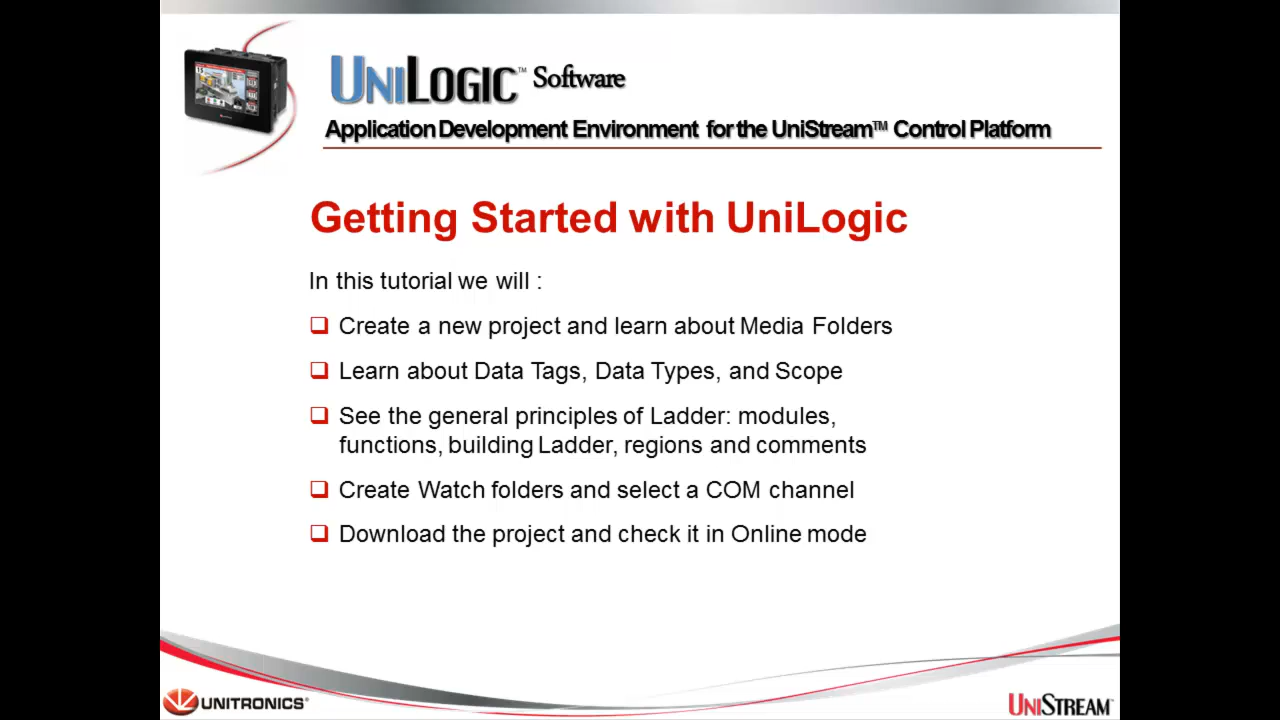 UNILOGIC™ Software
Application Development Environment for the UniStream™ Control Platform
Getting Started with UniLogic
In this tutorial we will :
Create a new project and learn about Media Folders
Learn about Data Tags, Data Types, and Scope
See the general principles of Ladder: modules,
functions, building Ladder, regions and comments
Create Watch folders and select a COM channel
Download the project and check it in Online mode
UNITRONICS®
UNISTREAM™